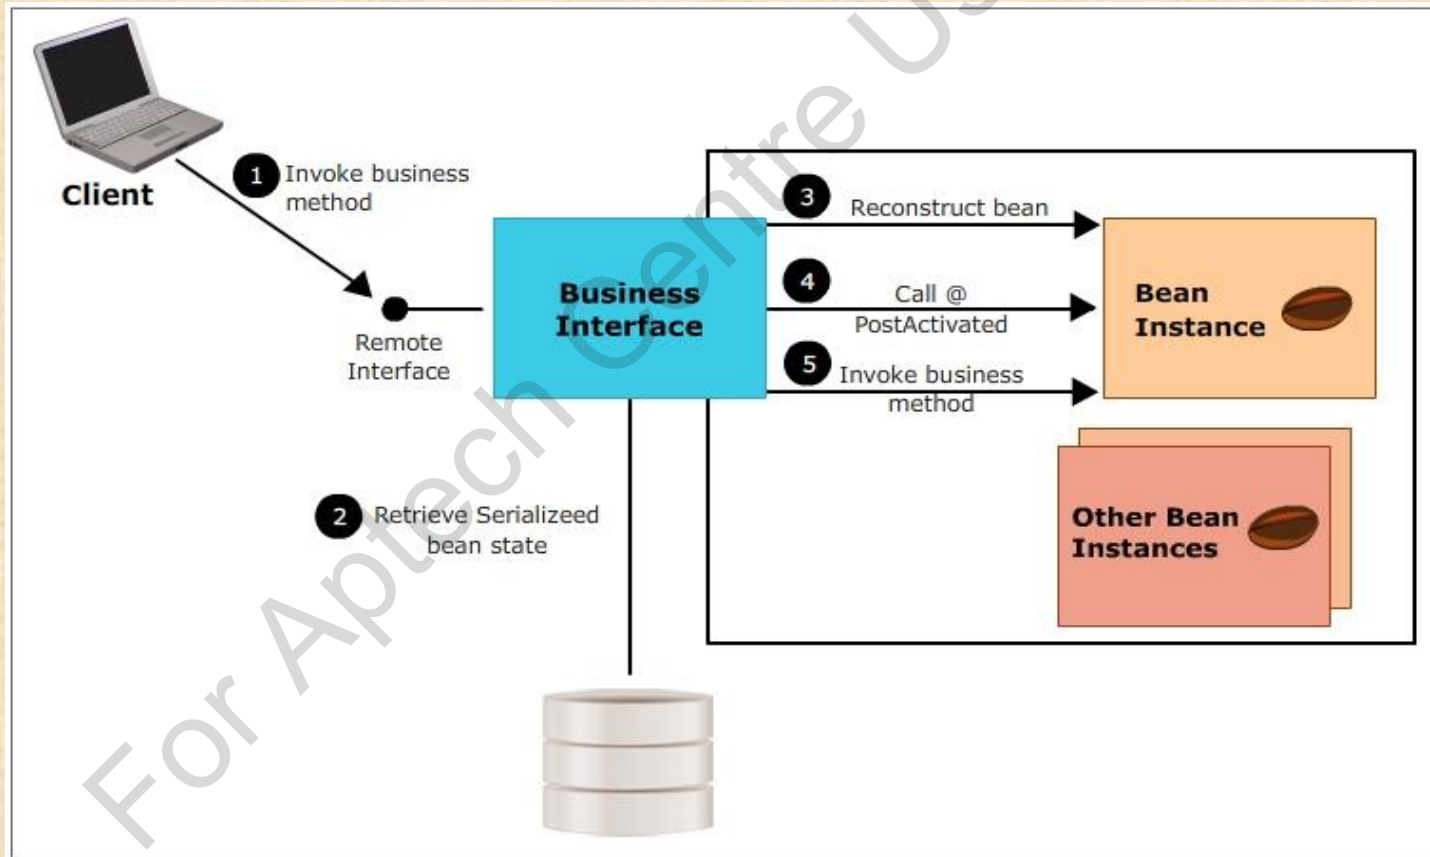 Client
1 Invoke business
method
Remote
Interface
Business
Interface
2 Retrieve Serializeed
bean state
3 Reconstruct bean
4 Call @
PostActivated
5 Invoke business
method
Bean
Instance
Other Bean
Instances
For Aptech Centre Us